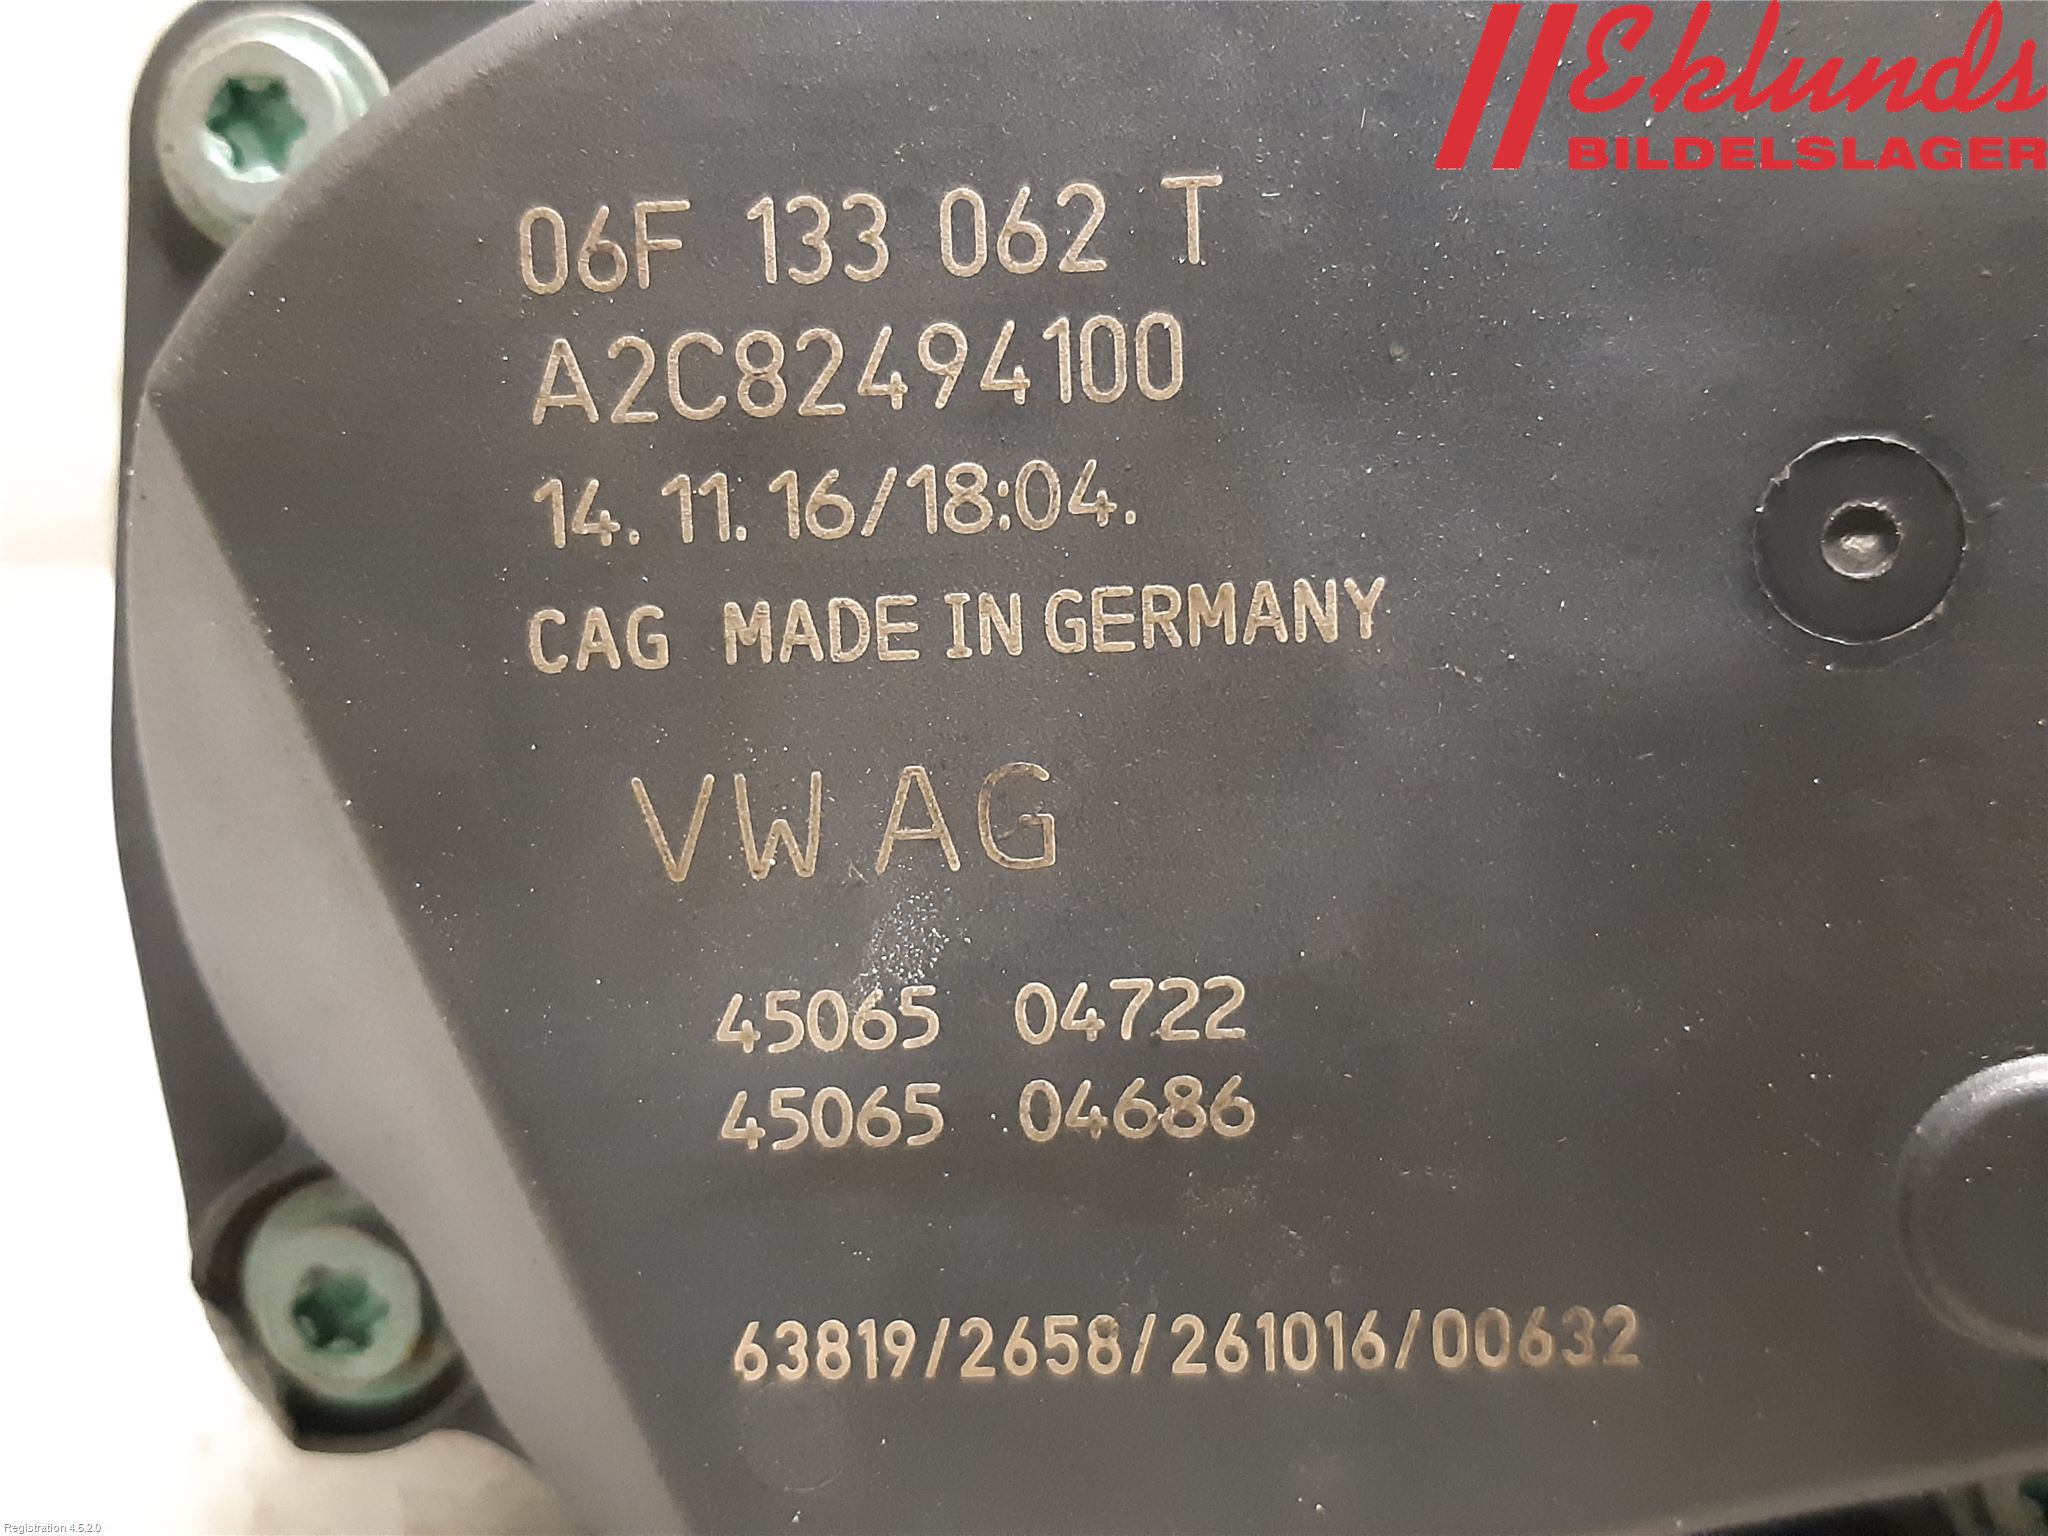 Eklunds
BILDELSLAGER
06F 133 062 T
A2C82494100
14.11.16/18:04.
CAG MADE IN GERMANY
VW AG
45065 04722
45065 04686
63819/2658/261016/00632
Registration 4.5.2.0